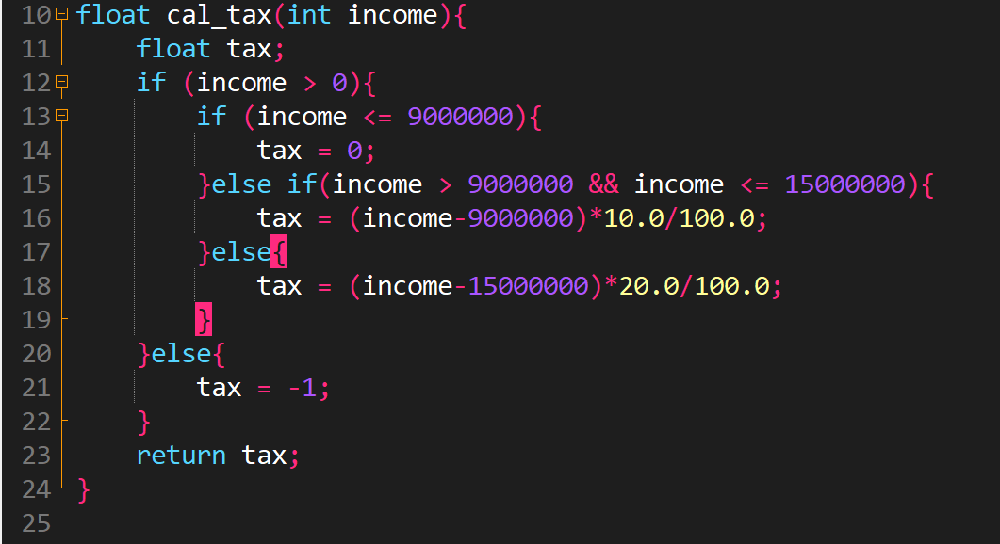 10 float cal_tax(int income){
11     float tax;
12     if (income > 0){
13         if (income <= 9000000){
14             tax = 0;
15         }else if(income > 9000000 && income <= 15000000){
16             tax = (income-9000000)*10.0/100.0;
17         }else{
18             tax = (income-15000000)*20.0/100.0;
19         }
20     }else{
21         tax = -1;
22     }
23     return tax;
24 }
25